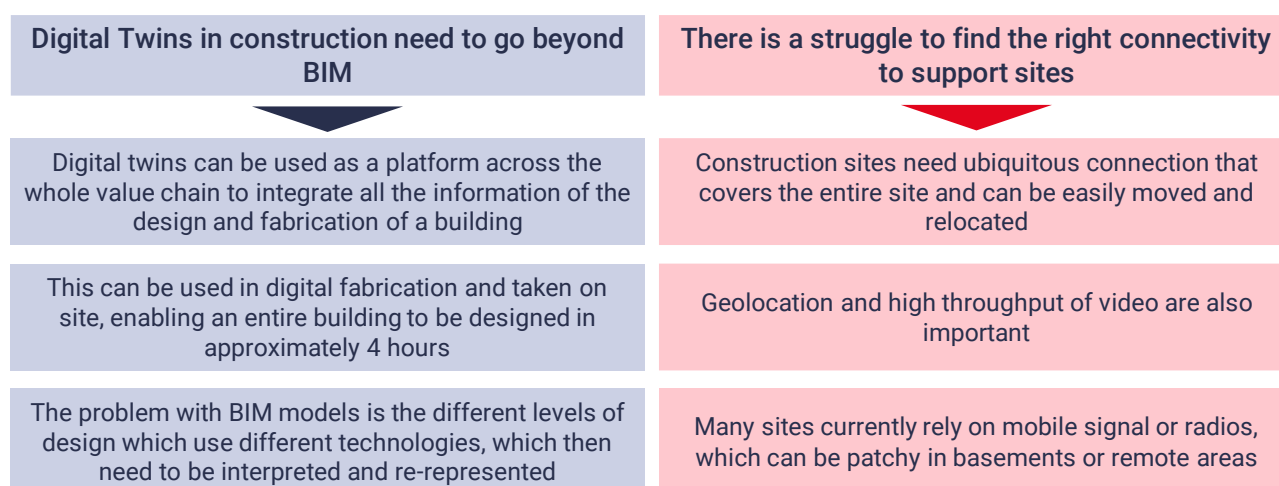 Digital Twins in construction need to go beyond
BIM
Digital twins can be used as a platform across the
whole value chain to integrate all the information of the
design and fabrication of a building
This can be used in digital fabrication and taken on
site, enabling an entire building to be designed in
approximately 4 hours
The problem with BIM models is the different levels of
design which use different technologies, which then
need to be interpreted and re-represented
There is a struggle to find the right connectivity
to support sites
Construction sites need ubiquitous connection that
covers the entire site and can be easily moved and
relocated
Geolocation and high throughput of video are also
important
Many sites currently rely on mobile signal or radios,
which can be patchy in basements or remote areas